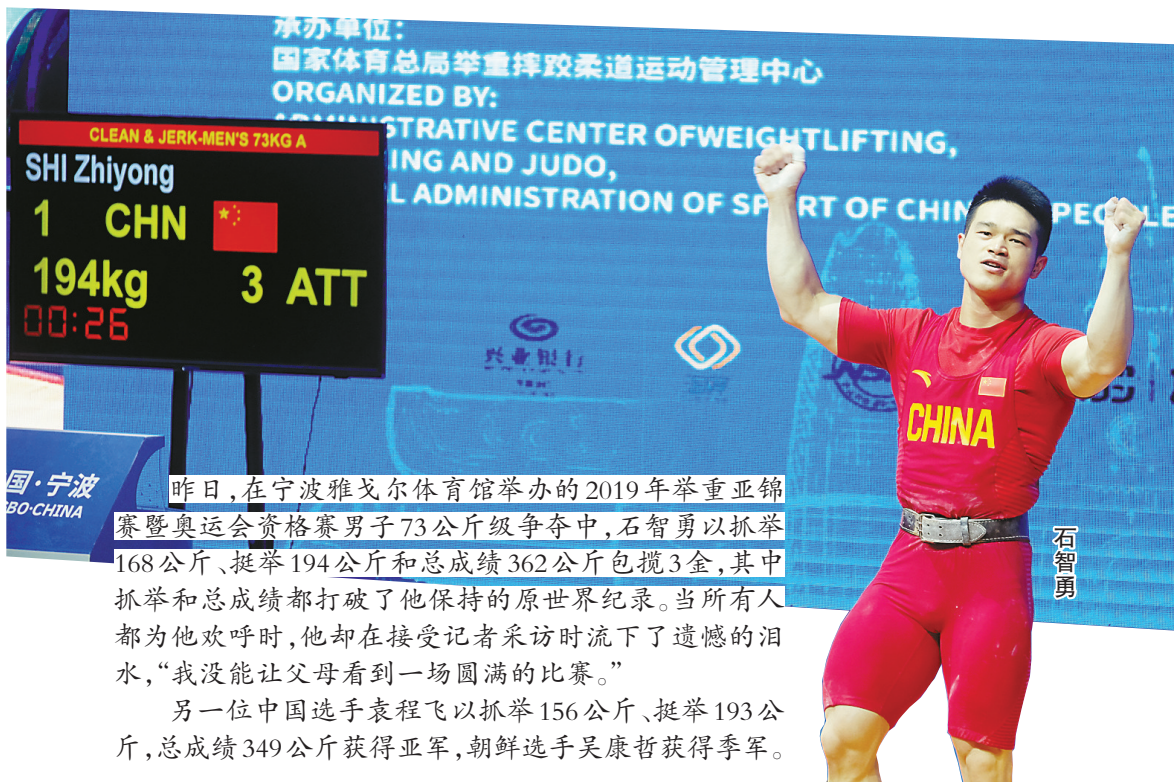 承办单位：
国家体育总局举重摔跤柔道运动管理中心
ORGANIZED BY:
STRATIVE CENTER OFWEIGHTLIFTING,
ING AND JUDO,
L ADMINISTRATION OF SP RT OF CHIN PEOPLE
CLEAN & JERK-MEN'S 73KG A
SHI Zhiyong
1 CHN
194kg 3 ATT
00:26
兴业银行
CHINA
国·宁波
BO·CHINA
石智勇
昨日，在宁波雅戈尔体育馆举办的2019年举重亚锦
赛暨奥运会资格赛男子73公斤级争夺中，石智勇以抓举
168公斤、挺举194公斤和总成绩362公斤包揽3金，其中
抓举和总成绩都打破了他保持的原世界纪录。当所有人
都为他欢呼时，他却在接受记者采访时流下了遗憾的泪
水，“我没能让父母看到一场圆满的比赛。”
另一位中国选手袁程飞以抓举156公斤、挺举193公
斤，总成绩349公斤获得亚军，朝鲜选手吴康哲获得季军。